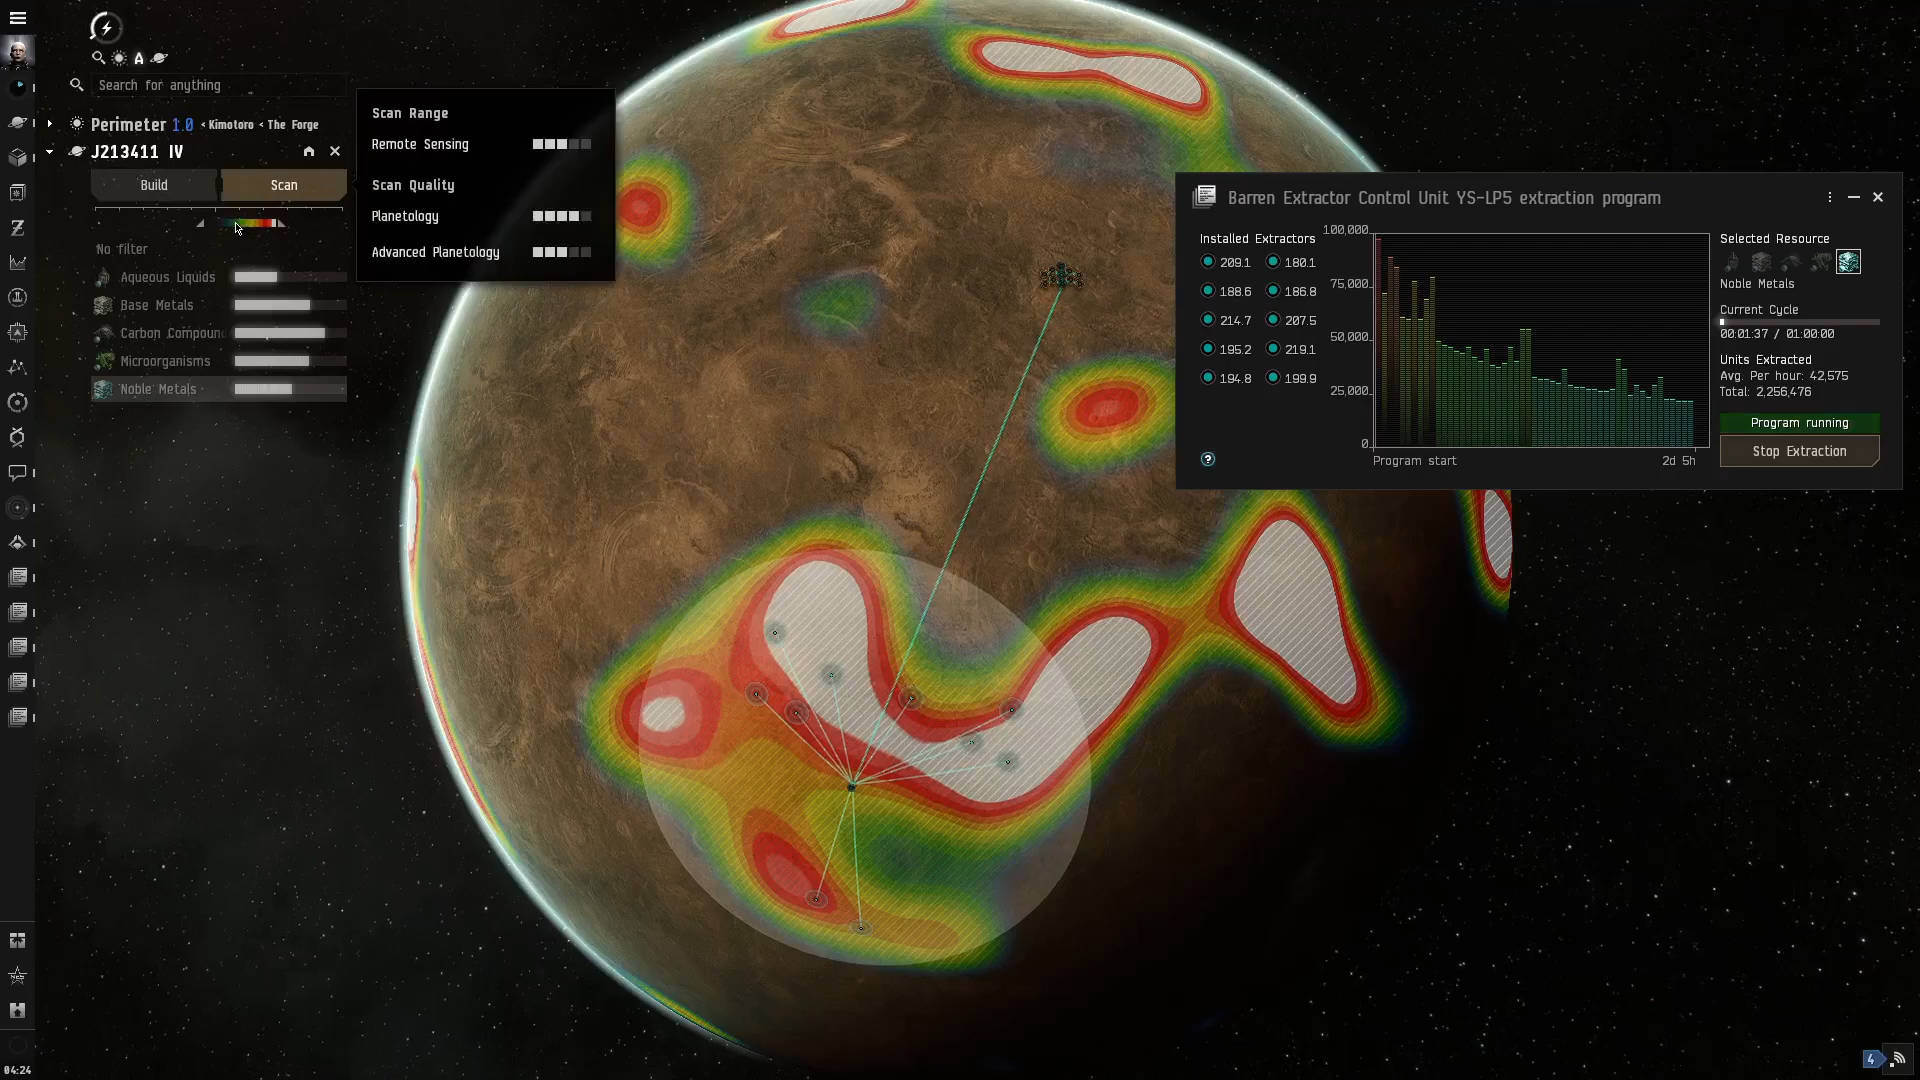 A
Search for anything
Perimeter 1.0 < Kimotoro < The Forge
J213411 IV
Build
Scan
No filter
Aqueous Liquids
Base Metals
Carbon Compoun
Microorganisms
Noble Metals
Scan Range
Remote Sensing
Scan Quality
Planetology
Advanced Planetology
Barren Extractor Control Unit YS-LP5 extraction program
Installed Extractors
209.1 180.1
188.6 186.8
214.7 207.5
195.2 219.1
194.8 199.9
?
100,000
75,000
50,000
25,000
0
Program start
2d 5h
Selected Resource
Noble Metals
Current Cycle
00:01:37 / 01:00:00
Units Extracted
Avg. Per hour: 42,575
Total: 2,256,476
Program running
Stop Extraction
04:24
4